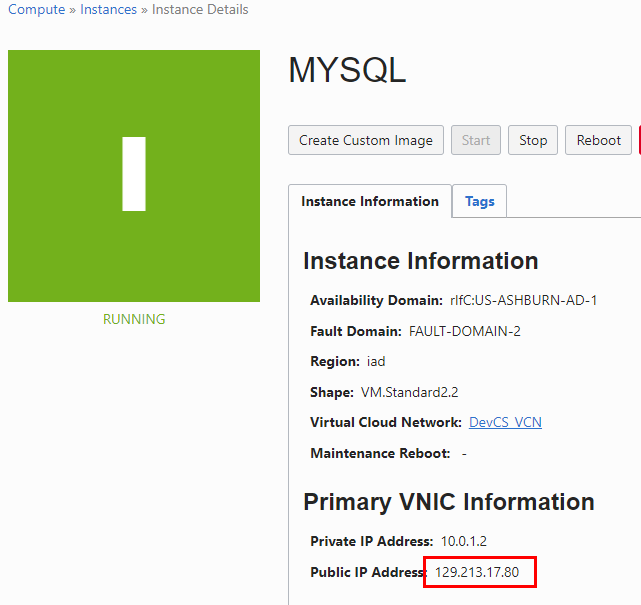 Compute » Instances » Instance Details
MYSQL
Create Custom Image Start Stop Reboot
Instance Information Tags
RUNNING
Instance Information
Availability Domain: rIfC:US-ASHBURN-AD-1
Fault Domain: FAULT-DOMAIN-2
Region: iad
Shape: VM.Standard2.2
Virtual Cloud Network: DevCS_VCN
Maintenance Reboot: -
Primary VNIC Information
Private IP Address: 10.0.1.2
Public IP Address: 129.213.17.80